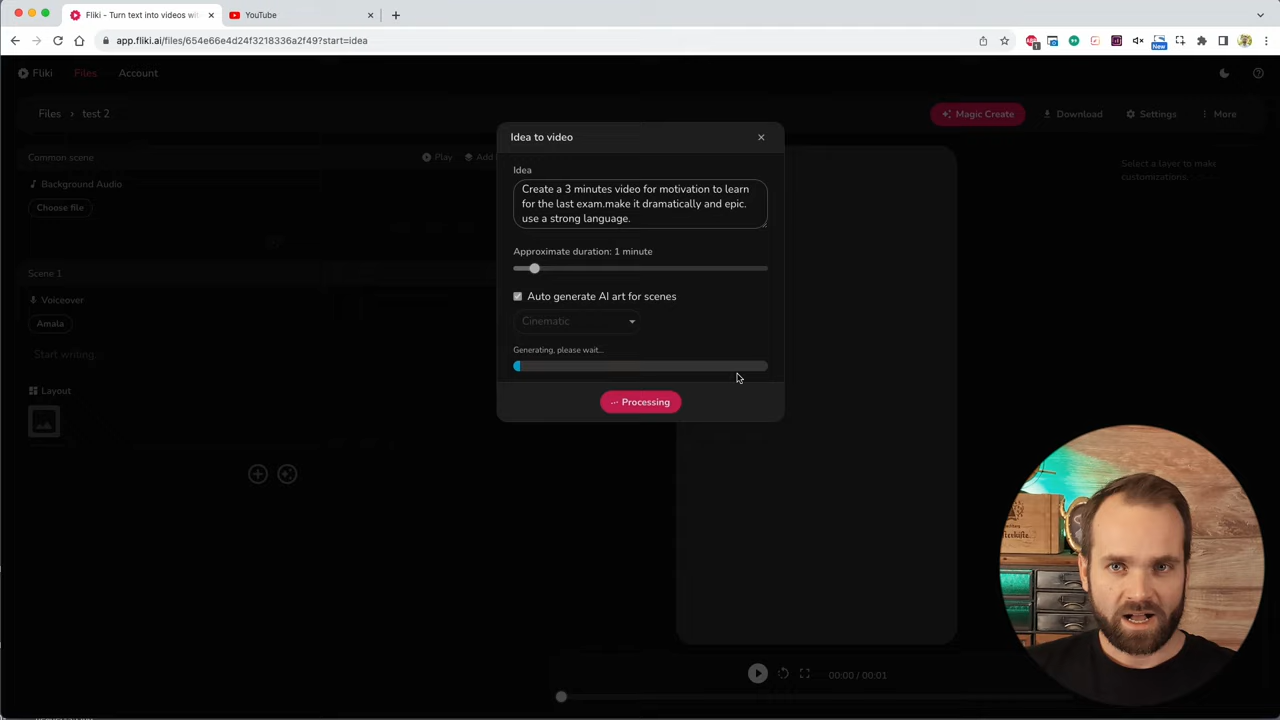 Fliki - Turn text into videos wit
YouTube
app.fliki.ai/files/654e66e4d24f3218336a2f49?start=idea
New
1
Fliki
Files
Account
Files > test 2
Magic Create
Download
Settings
More
Common scene
Play
Add
Background Audio
Choose file
Scene 1
Voiceover
Amala
Start writing..
Layout
Idea to video
Idea
Create a 3 minutes video for motivation to learn
for the last exam.make it dramatically and epic.
use a strong language.
Approximate duration: 1 minute
Auto generate AI art for scenes
Cinematic
Generating, please wait...
Processing
Select a layer to make
customizations.
00:00 / 00:01